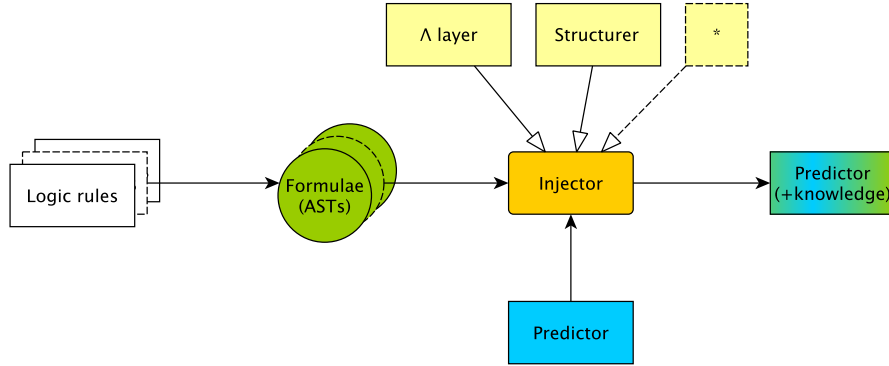 Λ layer
Structurer
*
Logic rules
Formulae
(ASTs)
Injector
Predictor
(+knowledge)
Predictor